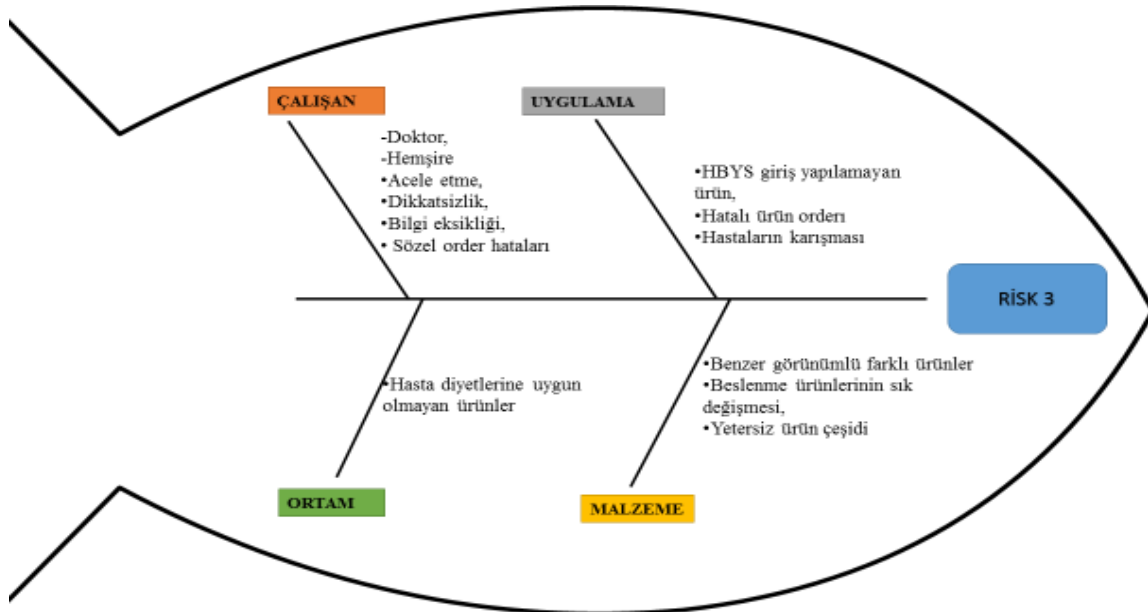 ÇALIŞAN
-Doktor,
-Hemşire
•Acele etme,
•Dikkatsizlik,
•Bilgi eksikliği,
• Sözel order hataları
UYGULAMA
•HBYS giriş yapılamayan
ürün,
•Hatalı ürün orderı
•Hastaların karışması
RİSK 3
•Hasta diyetlerine uygun
olmayan ürünler
ORTAM
•Benzer görünümlü farklı ürünler
•Beslenme ürünlerinin sık
değişmesi,
•Yetersiz ürün çeşidi
MALZEME